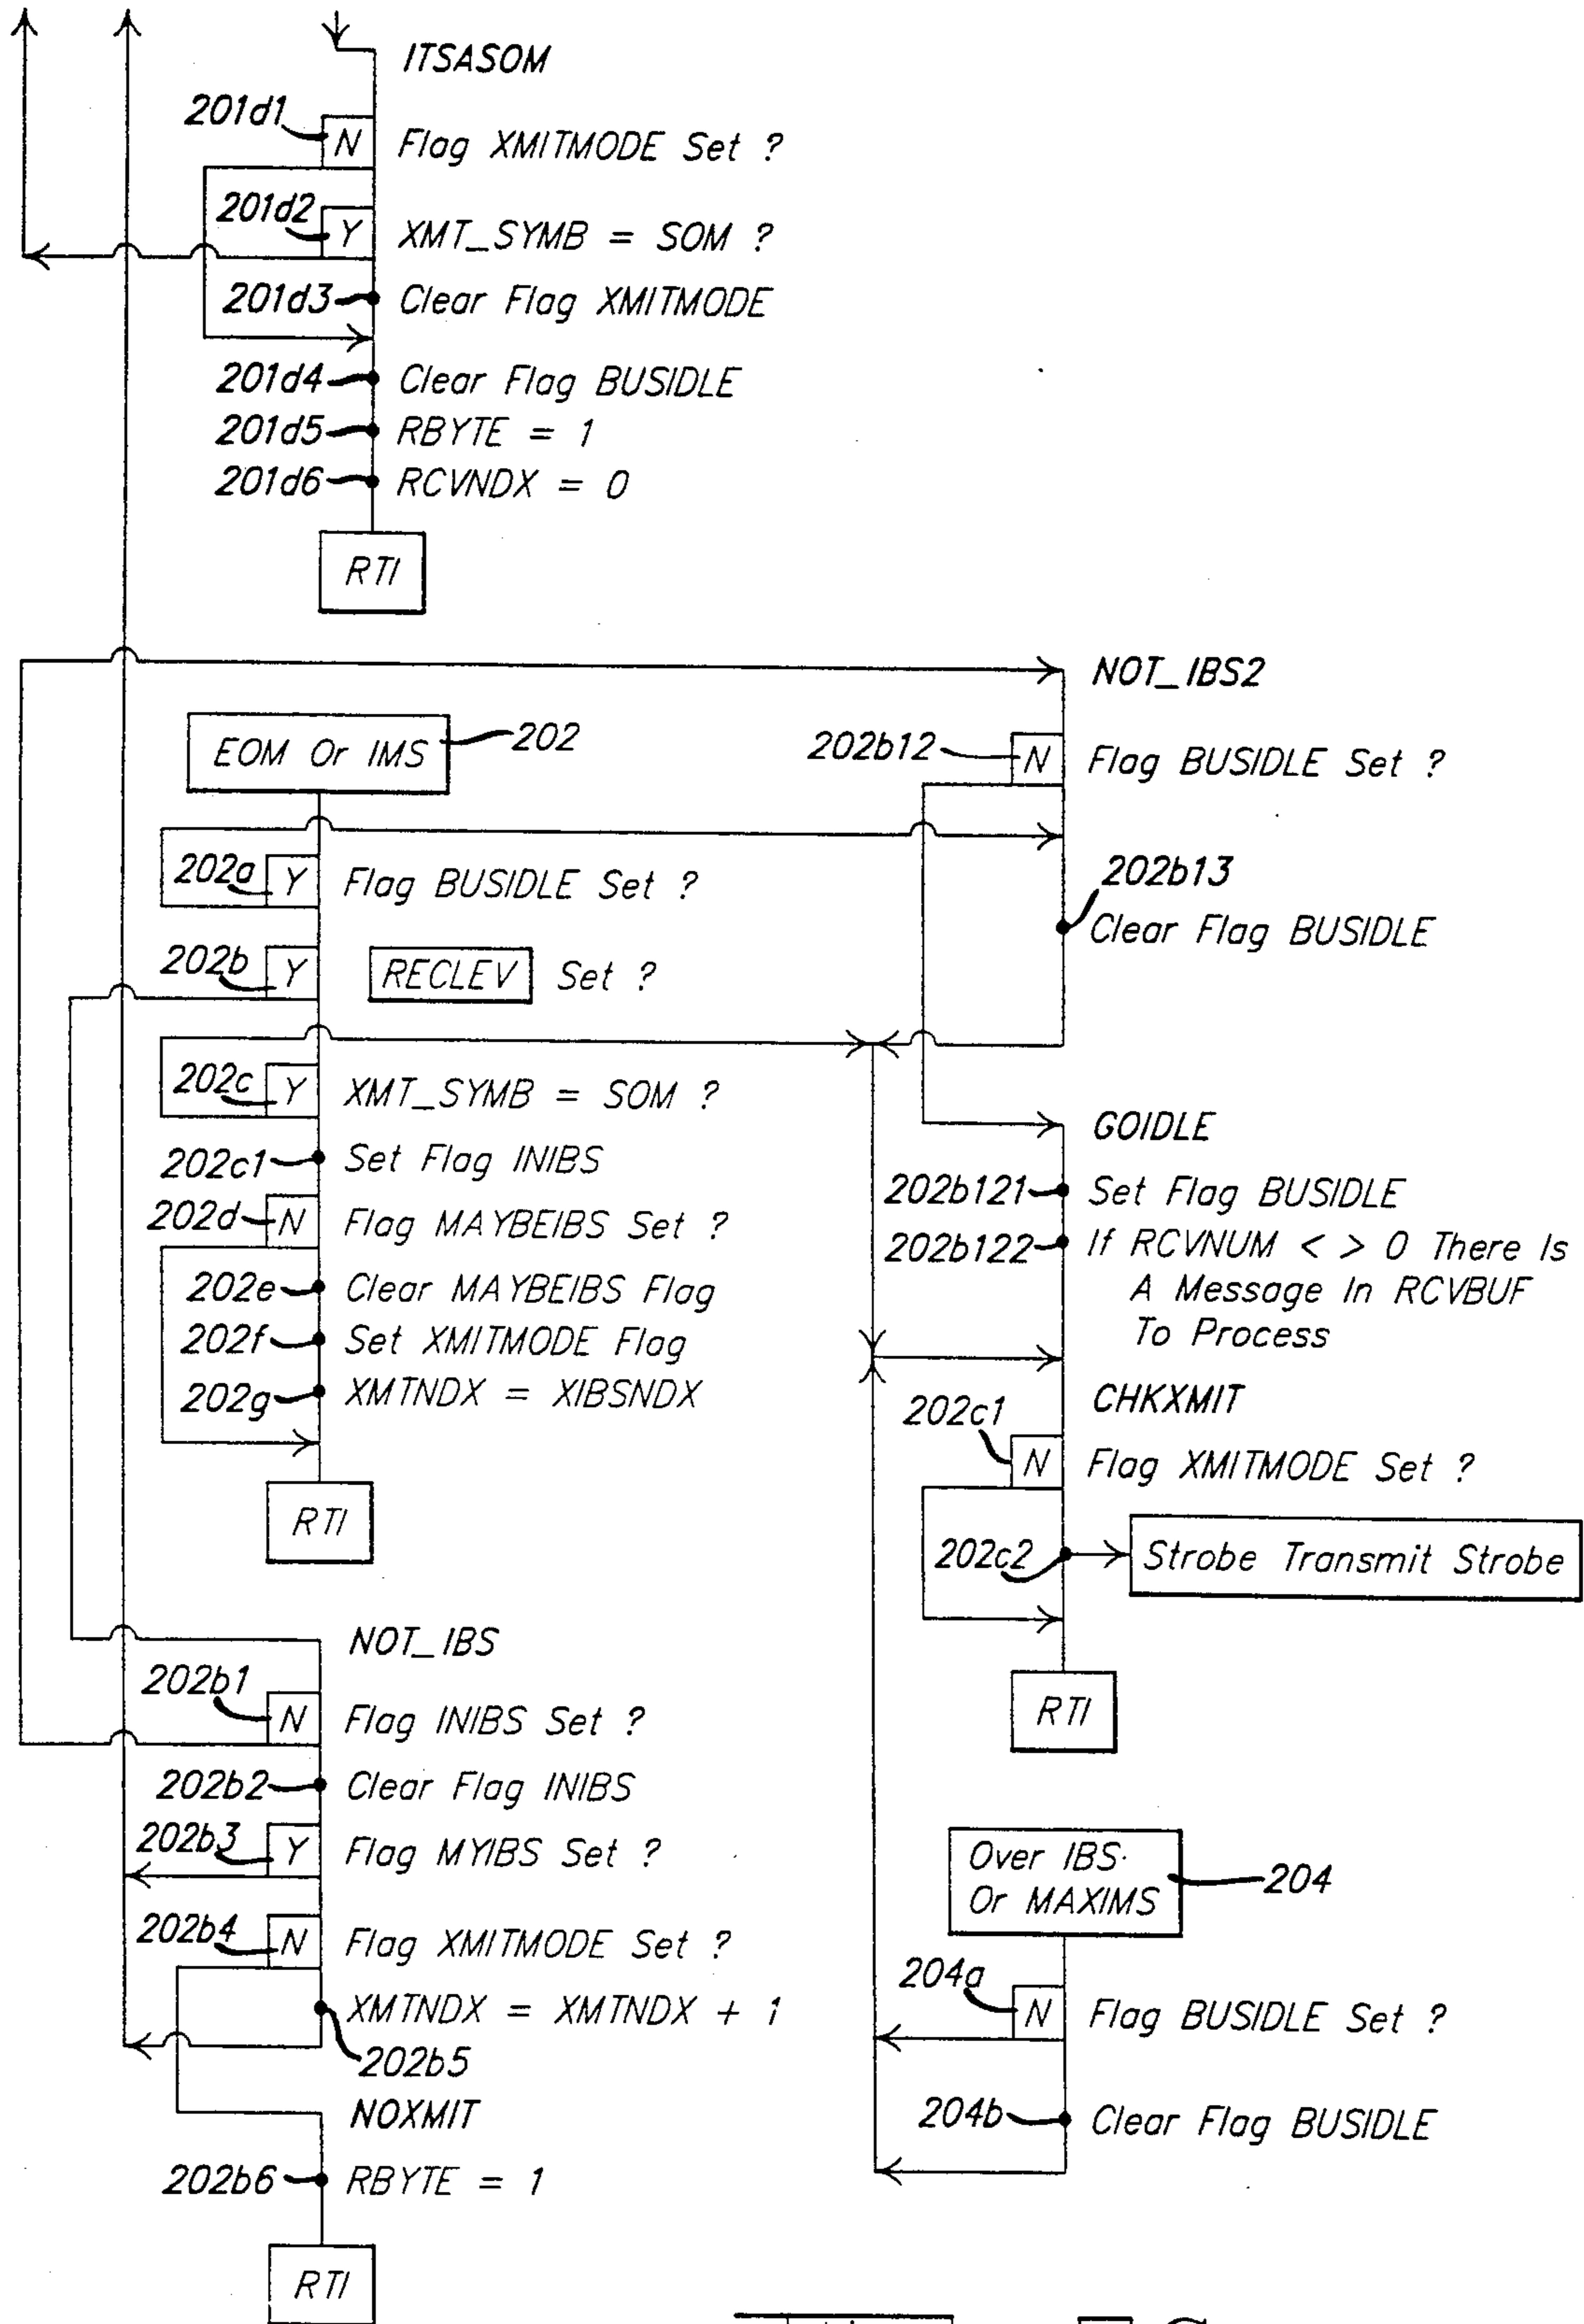 ITSASOM
201d1
N Flag XMITMODE Set ?
201d2
Y XMT_SYMB = SOM ?
201d3 Clear Flag XMITMODE
201d4 Clear Flag BUSIDLE
201d5 RBYTE = 1
201d6 RCVNDX = 0
RTI
EOM Or IMS 202
202a Y Flag BUSIDLE Set ?
202b Y RECLEV Set ?
202c Y XMT_SYMB = SOM ?
202c1 Set Flag INIBS
202d N Flag MAYBEIBS Set ?
202e Clear MAYBEIBS Flag
202f Set XMITMODE Flag
202g XMTNDX = XIBSNDX
RTI
NOT_IBS
202b1
N Flag INIBS Set ?
202b2 Clear Flag INIBS
202b3 Y Flag MYIBS Set ?
202b4 N Flag XMITMODE Set ?
XMTNDX = XMTNDX + 1
202b5
NOXMIT
202b6 RBYTE = 1
RTI
NOT_IBS2
202b12 N Flag BUSIDLE Set ?
202b13
Clear Flag BUSIDLE
GOIDLE
202b121 Set Flag BUSIDLE
202b122 If RCVNUM < > 0 There Is
A Message In RCVBUF
To Process
CHKXMIT
202c1
N Flag XMITMODE Set ?
202c2 Strobe Transmit Strobe
RTI
Over IBS
Or MAXIMS 204
204a
N Flag BUSIDLE Set ?
204b Clear Flag BUSIDLE